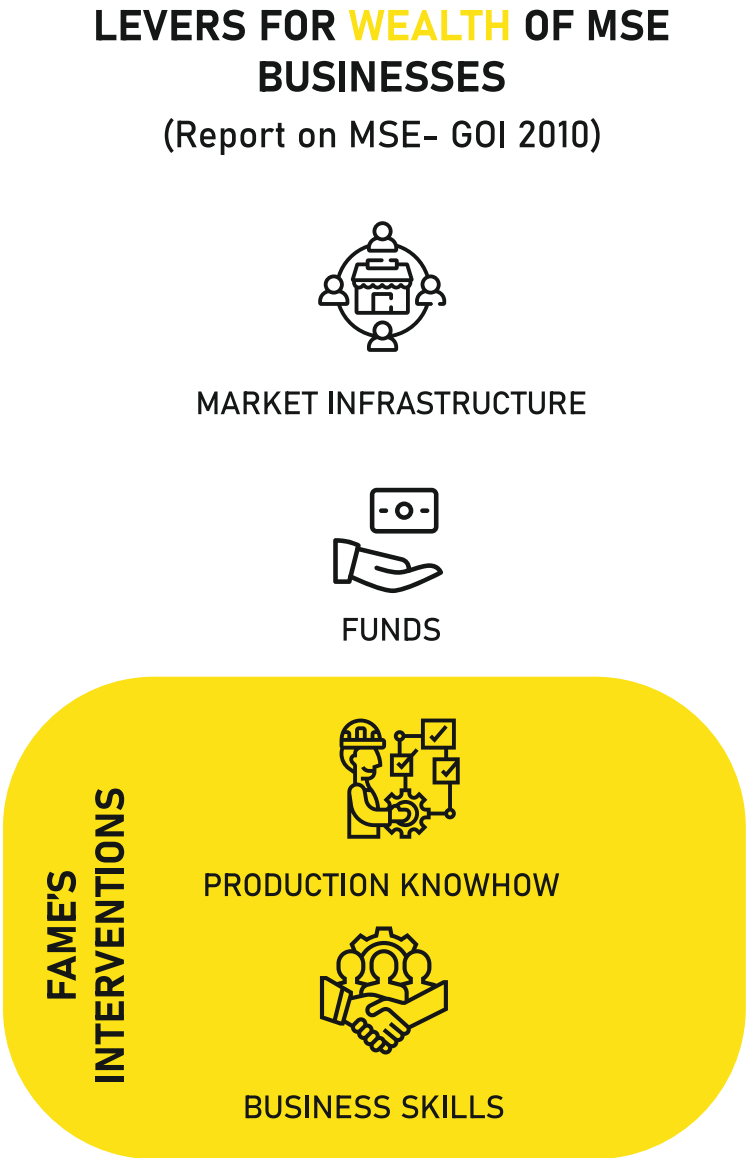 LEVERS FOR WEALTH OF MSE
BUSINESSES
(Report on MSE- GOI 2010)
MARKET INFRASTRUCTURE
FUNDS
FAME'S
INTERVENTIONS
PRODUCTION KNOWHOW
BUSINESS SKILLS